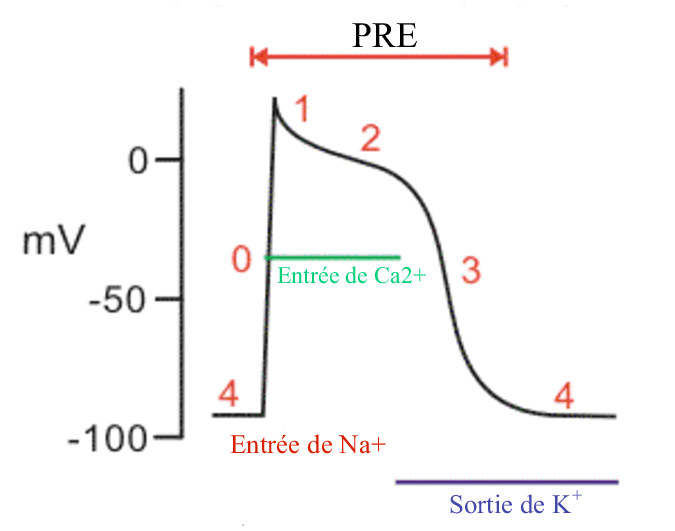 PRE
1
2
0
mV
0
Entrée de Ca2+
3
-50
4
4
-100
Entrée de Na+
Sortie de K+